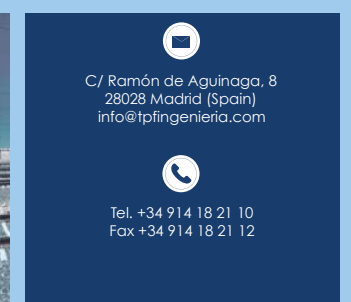 C/ Ramón de Aguinaga, 8
28028 Madrid (Spain)
info@tpfingenieria.com
Tel. +34 914 18 21 10
Fax +34 914 18 21 12